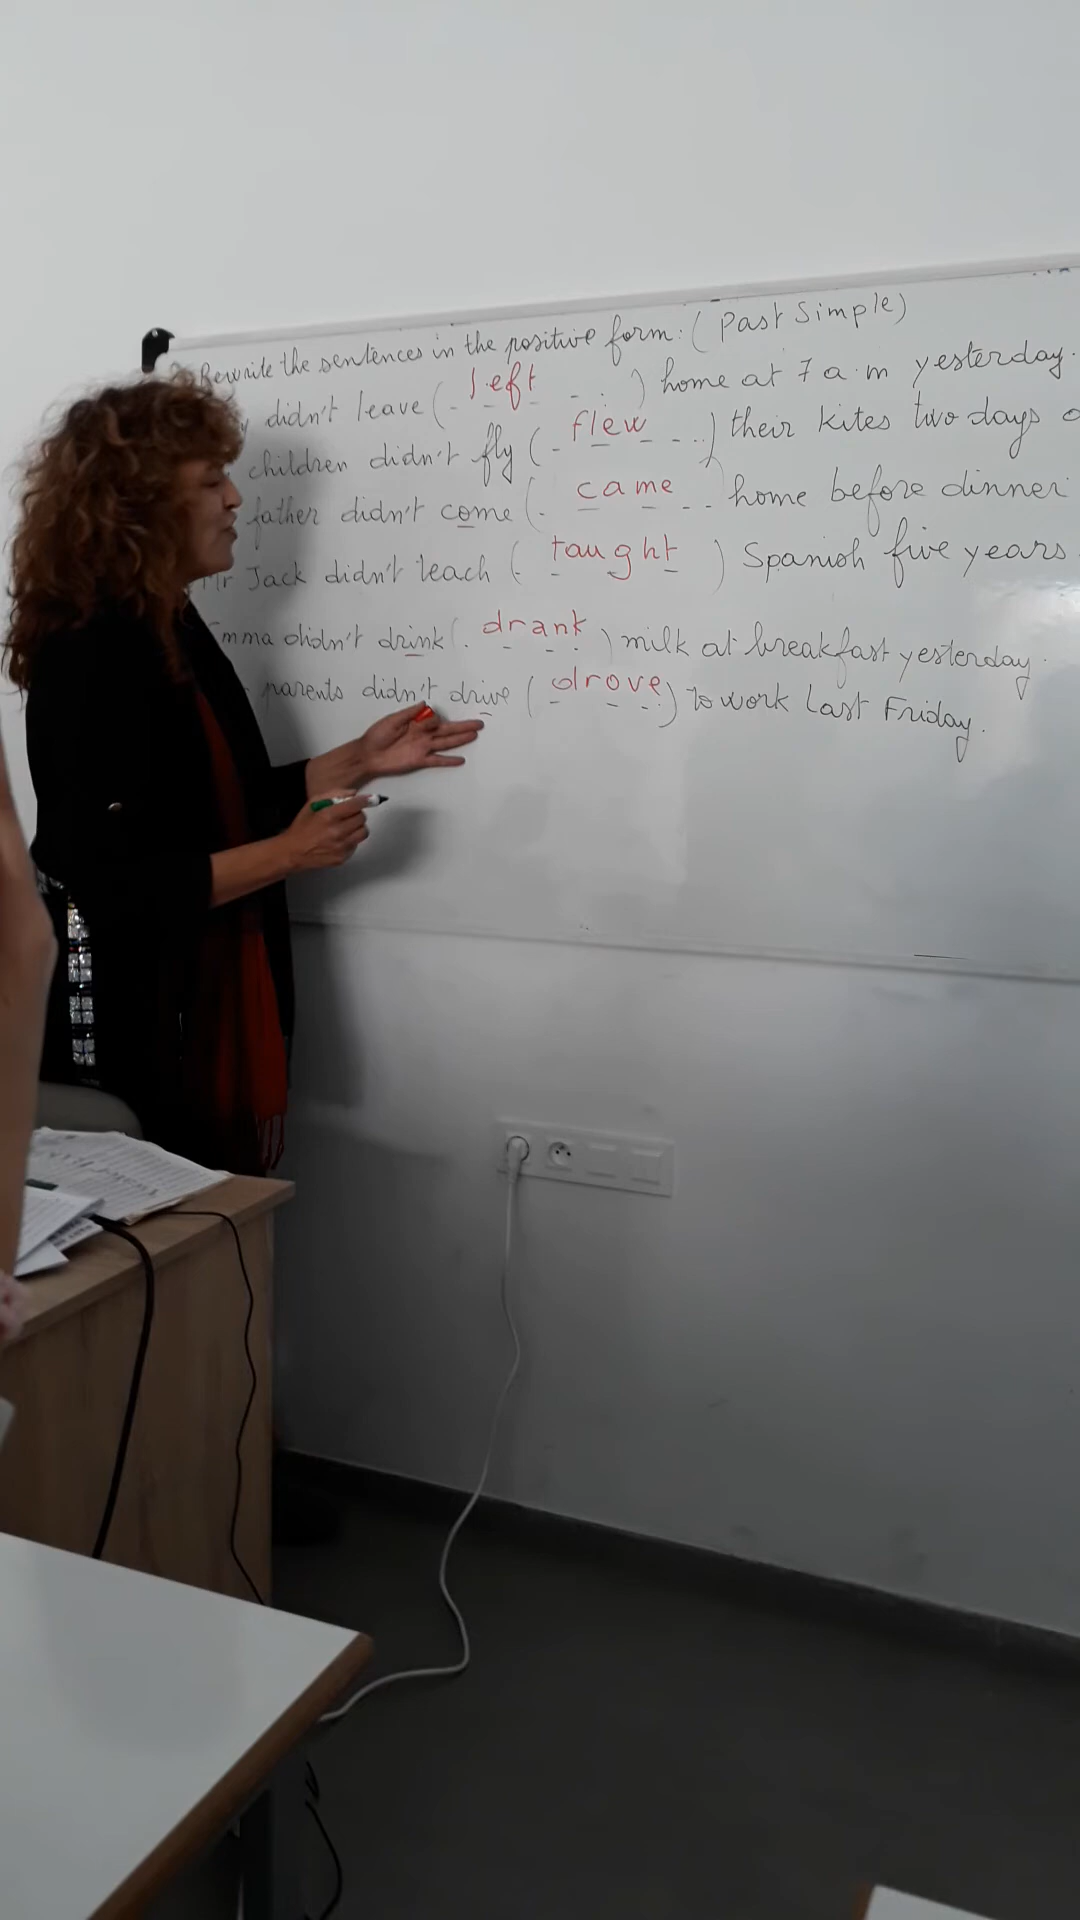 Rewrite the sentences in the positive form: (Past Simple)
didn't leave (left...) home at 7 a.m yesterday.
children didn't fly (flew...) their kites two days
father didn't come (came.. home before dinner
Mr Jack didn't teach (taught) Spanish five years
Emma didn't drink (drank) milk at breakfast yesterday.
parents didn't drive (drove) to work last Friday.